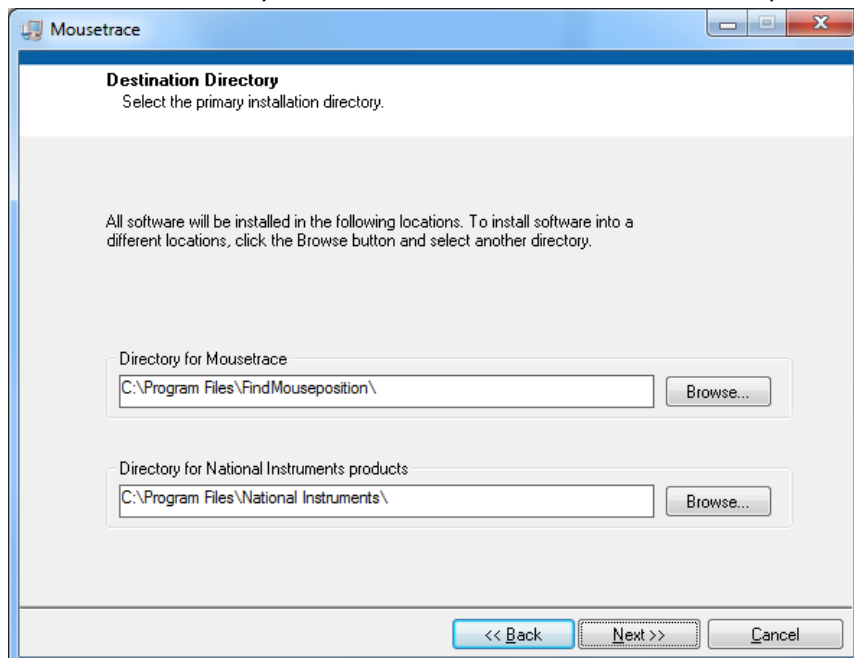 Mousetrace
Destination Directory
Select the primary installation directory.
All software will be installed in the following locations. To install software into a
different locations, click the Browse button and select another directory.
Directory for Mousetrace
C:\Program Files\FindMouseposition\
Browse...
Directory for National Instruments products
C:\Program Files\National Instruments\
Browse...
<< Back
Next >>
Cancel